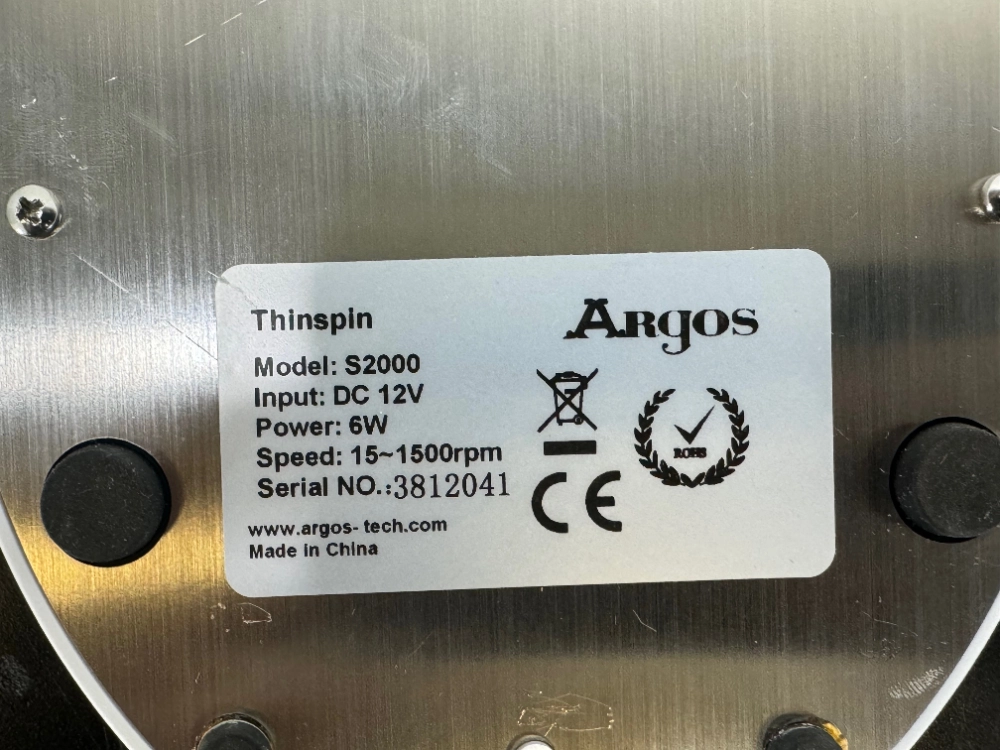 Thinspin
Argos
Model: S2000
Input: DC 12V
Power: 6W
Speed: 15~1500rpm
Serial NO.:3812041
ROHS
CE
www.argos- tech.com
Made in China